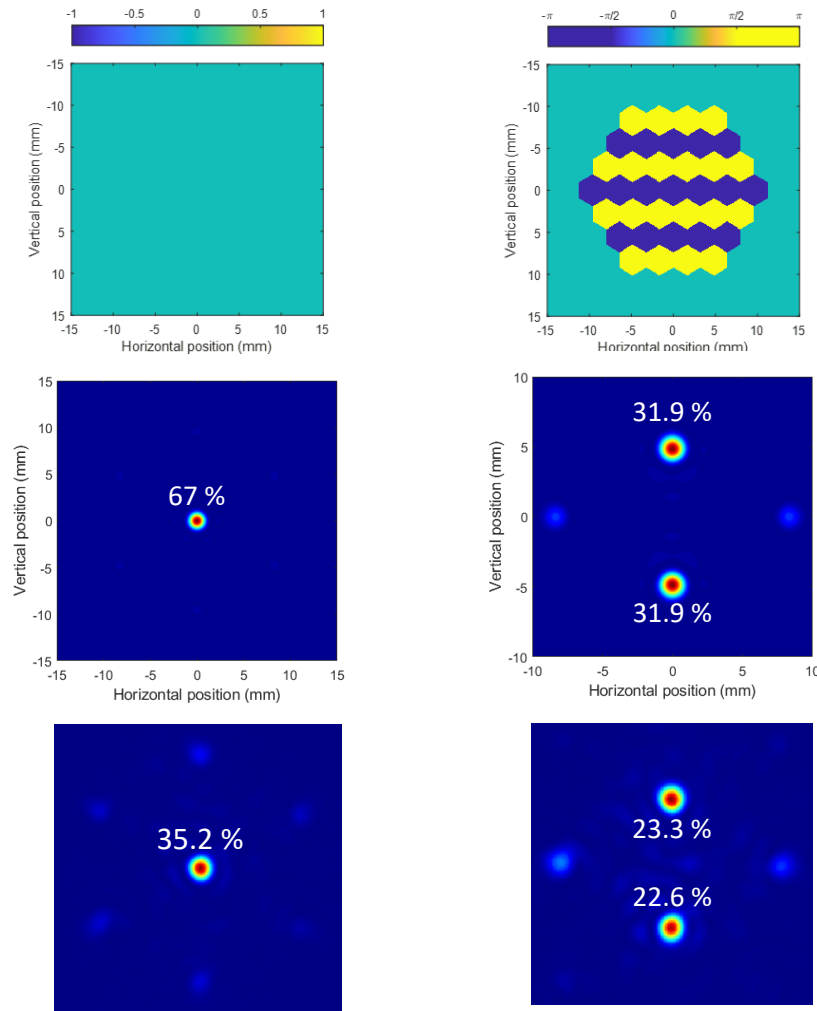 -1 -0.5 0 0.5 1
-15
-10
-5
0
5
10
15
-15 -10 -5 0 5 10 15
Vertical position (mm)
Horizontal position (mm)
-π -π/2 0 π/2 π
-15
-10
-5
0
5
10
15
-15 -10 -5 0 5 10 15
Vertical position (mm)
Horizontal position (mm)
15
10
5
0
-5
-10
-15
-15 -10 -5 0 5 10 15
Vertical position (mm)
Horizontal position (mm)
67 %
10
5
0
-5
-10
-10 -5 0 5 10
Vertical position (mm)
Horizontal position (mm)
31.9 %
31.9 %
35.2 %
23.3 %
22.6 %